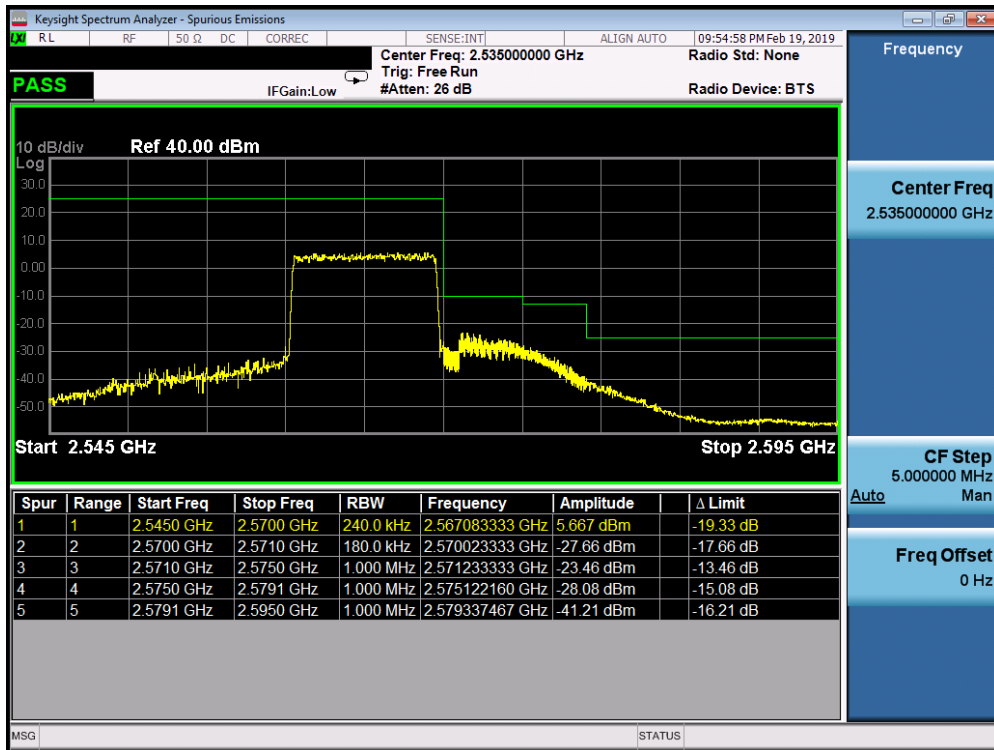 Keysight Spectrum Analyzer - Spurious Emissions
LXI RL RF 50 Ω DC CORREC SENSE:INT ALIGN AUTO 09:54:58 PM Feb 19, 2019
Center Freq: 2.535000000 GHz Radio Std: None
Trig: Free Run
PASS IFGain:Low #Atten: 26 dB Radio Device: BTS
10 dB/div Ref 40.00 dBm
Log
30.0
20.0
10.0
0.00
-10.0
-20.0
-30.0
-40.0
-50.0
Start 2.545 GHz Stop 2.595 GHz
Spur Range Start Freq Stop Freq RBW Frequency Amplitude Δ Limit
1 1 2.5450 GHz 2.5700 GHz 240.0 kHz 2.567083333 GHz 5.667 dBm -19.33 dB
2 2 2.5700 GHz 2.5710 GHz 180.0 kHz 2.570023333 GHz -27.66 dBm -17.66 dB
3 3 2.5710 GHz 2.5750 GHz 1.000 MHz 2.571233333 GHz -23.46 dBm -13.46 dB
4 4 2.5750 GHz 2.5791 GHz 1.000 MHz 2.575122160 GHz -28.08 dBm -15.08 dB
5 5 2.5791 GHz 2.5950 GHz 1.000 MHz 2.579337467 GHz -41.21 dBm -16.21 dB
MSG STATUS
Frequency
Center Freq
2.535000000 GHz
CF Step
5.000000 MHz
Auto Man
Freq Offset
0 Hz